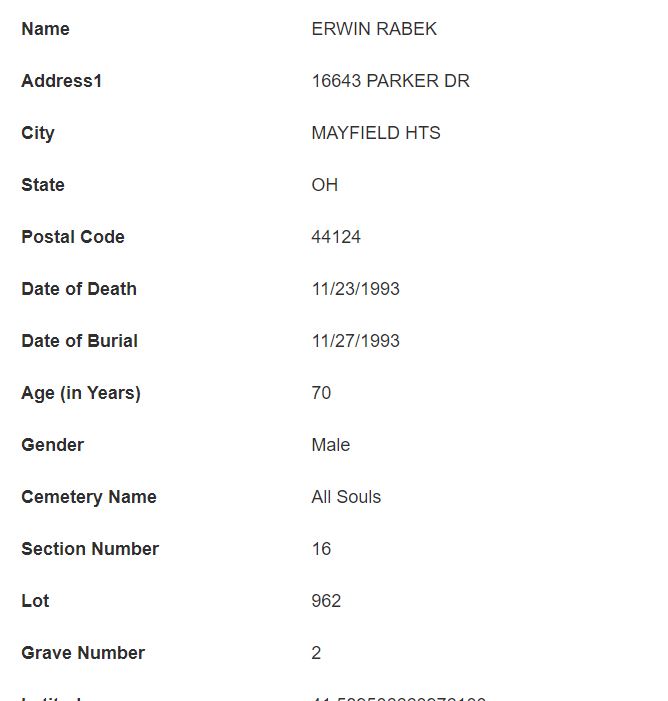 Name ERWIN RABEK
Address1 16643 PARKER DR
City MAYFIELD HTS
State OH
Postal Code 44124
Date of Death 11/23/1993
Date of Burial 11/27/1993
Age (in Years) 70
Gender Male
Cemetery Name All Souls
Section Number 16
Lot 962
Grave Number 2